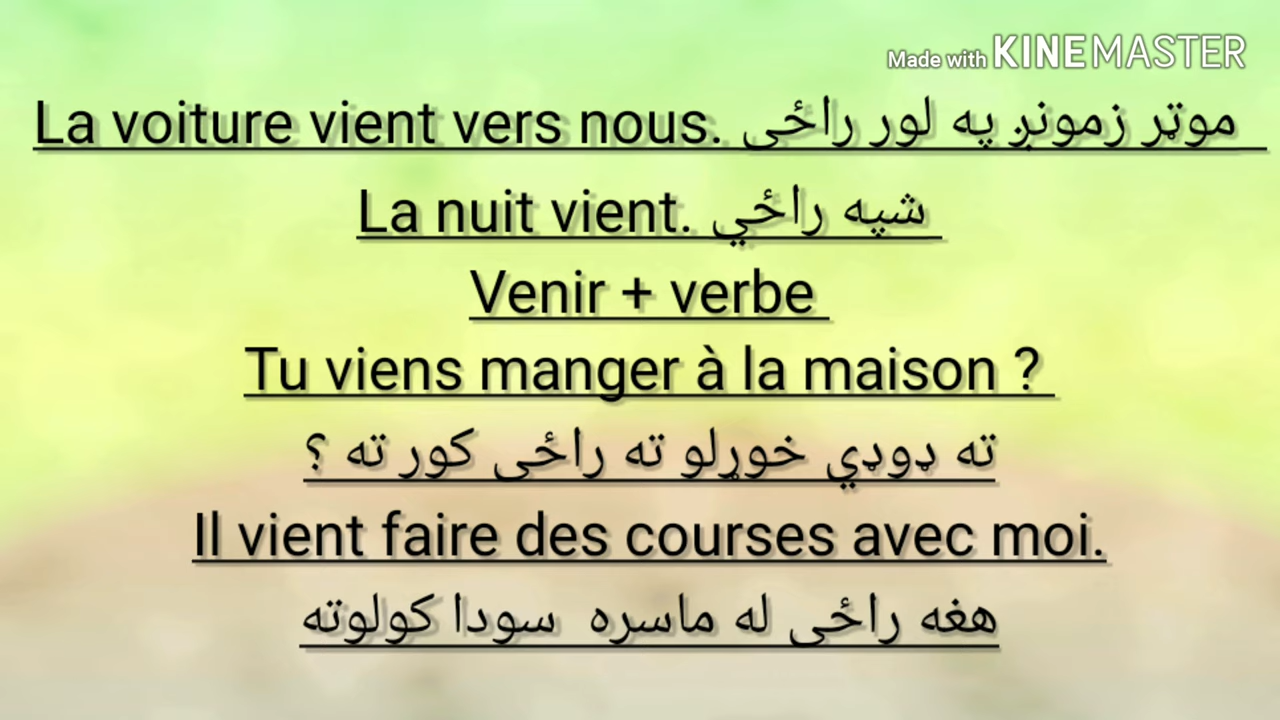 Made with KINEMASTER
La voiture vient vers nous. موټر زمونږ په لور راځی
La nuit vient. شپه راځي
Venir + verbe
Tu viens manger à la maison ?
ته ډوډي خوړلو ته راځی کور ته ؟
Il vient faire des courses avec moi.
هغه راځی له ماسره سودا کولوته